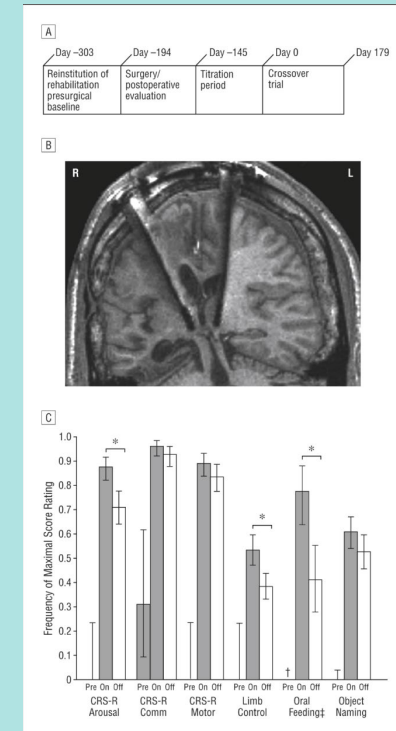 A
Day –303 Day –194 Day –145 Day 0 Day 179
Reinstitution of
rehabilitation
presurgical
baseline
Surgery/
postoperative
evaluation
Titration
period
Crossover
trial
B
R L
C
Frequency of Maximal Score Rating
1.0
0.9
0.8
0.7
0.6
0.5
0.4
0.3
0.2
0.1
0
* * *
†
Pre On Off Pre On Off Pre On Off Pre On Off Pre On Off Pre On Off
CRS-R
Arousal
CRS-R
Comm
CRS-R
Motor
Limb
Control
Oral
Feeding‡
Object
Naming